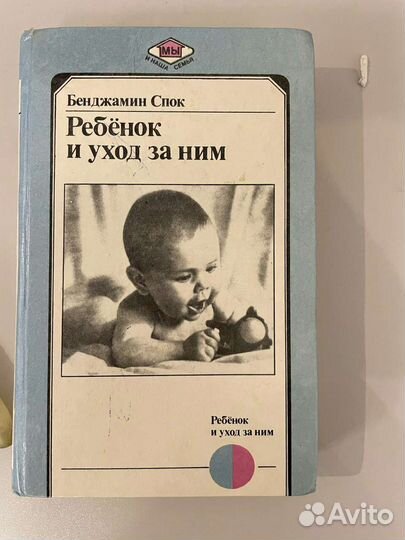 МЫ
И НАША СЕМЬЯ
Бенджамин Спок
Ребёнок
и уход за ним
Ребёнок
и уход за ним
Avito